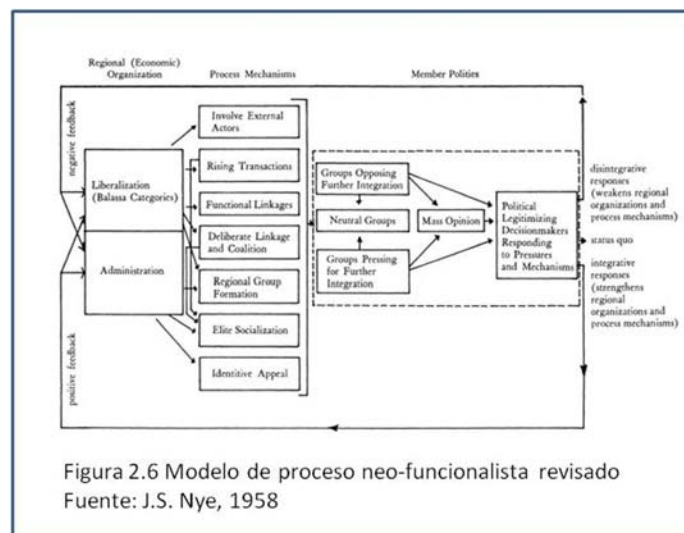 Regional (Economic)
Organization
Process Mechanisms
Member Polities
negative feedback
positive feedback
Liberalization
(Balassa Categories)
Administration
Involve External
Actors
Rising Transactions
Functional Linkages
Deliberate Linkage
and Coalition
Regional Group
Formation
Elite Socialization
Identitive Appeal
Groups Opposing
Further Integration
Neutral Groups
Groups Pressing
for Further
Integration
Mass Opinion
Political
Legitimizing
Decisionmakers
Responding
to Pressures
and Mechanisms
disintegrative
responses
(weakens regional
organizations and
process mechanisms)
status quo
integrative
responses
(strengthens
regional
organizations and
process mechanisms)
Figura 2.6 Modelo de proceso neo-funcionalista revisado
Fuente: J.S. Nye, 1958